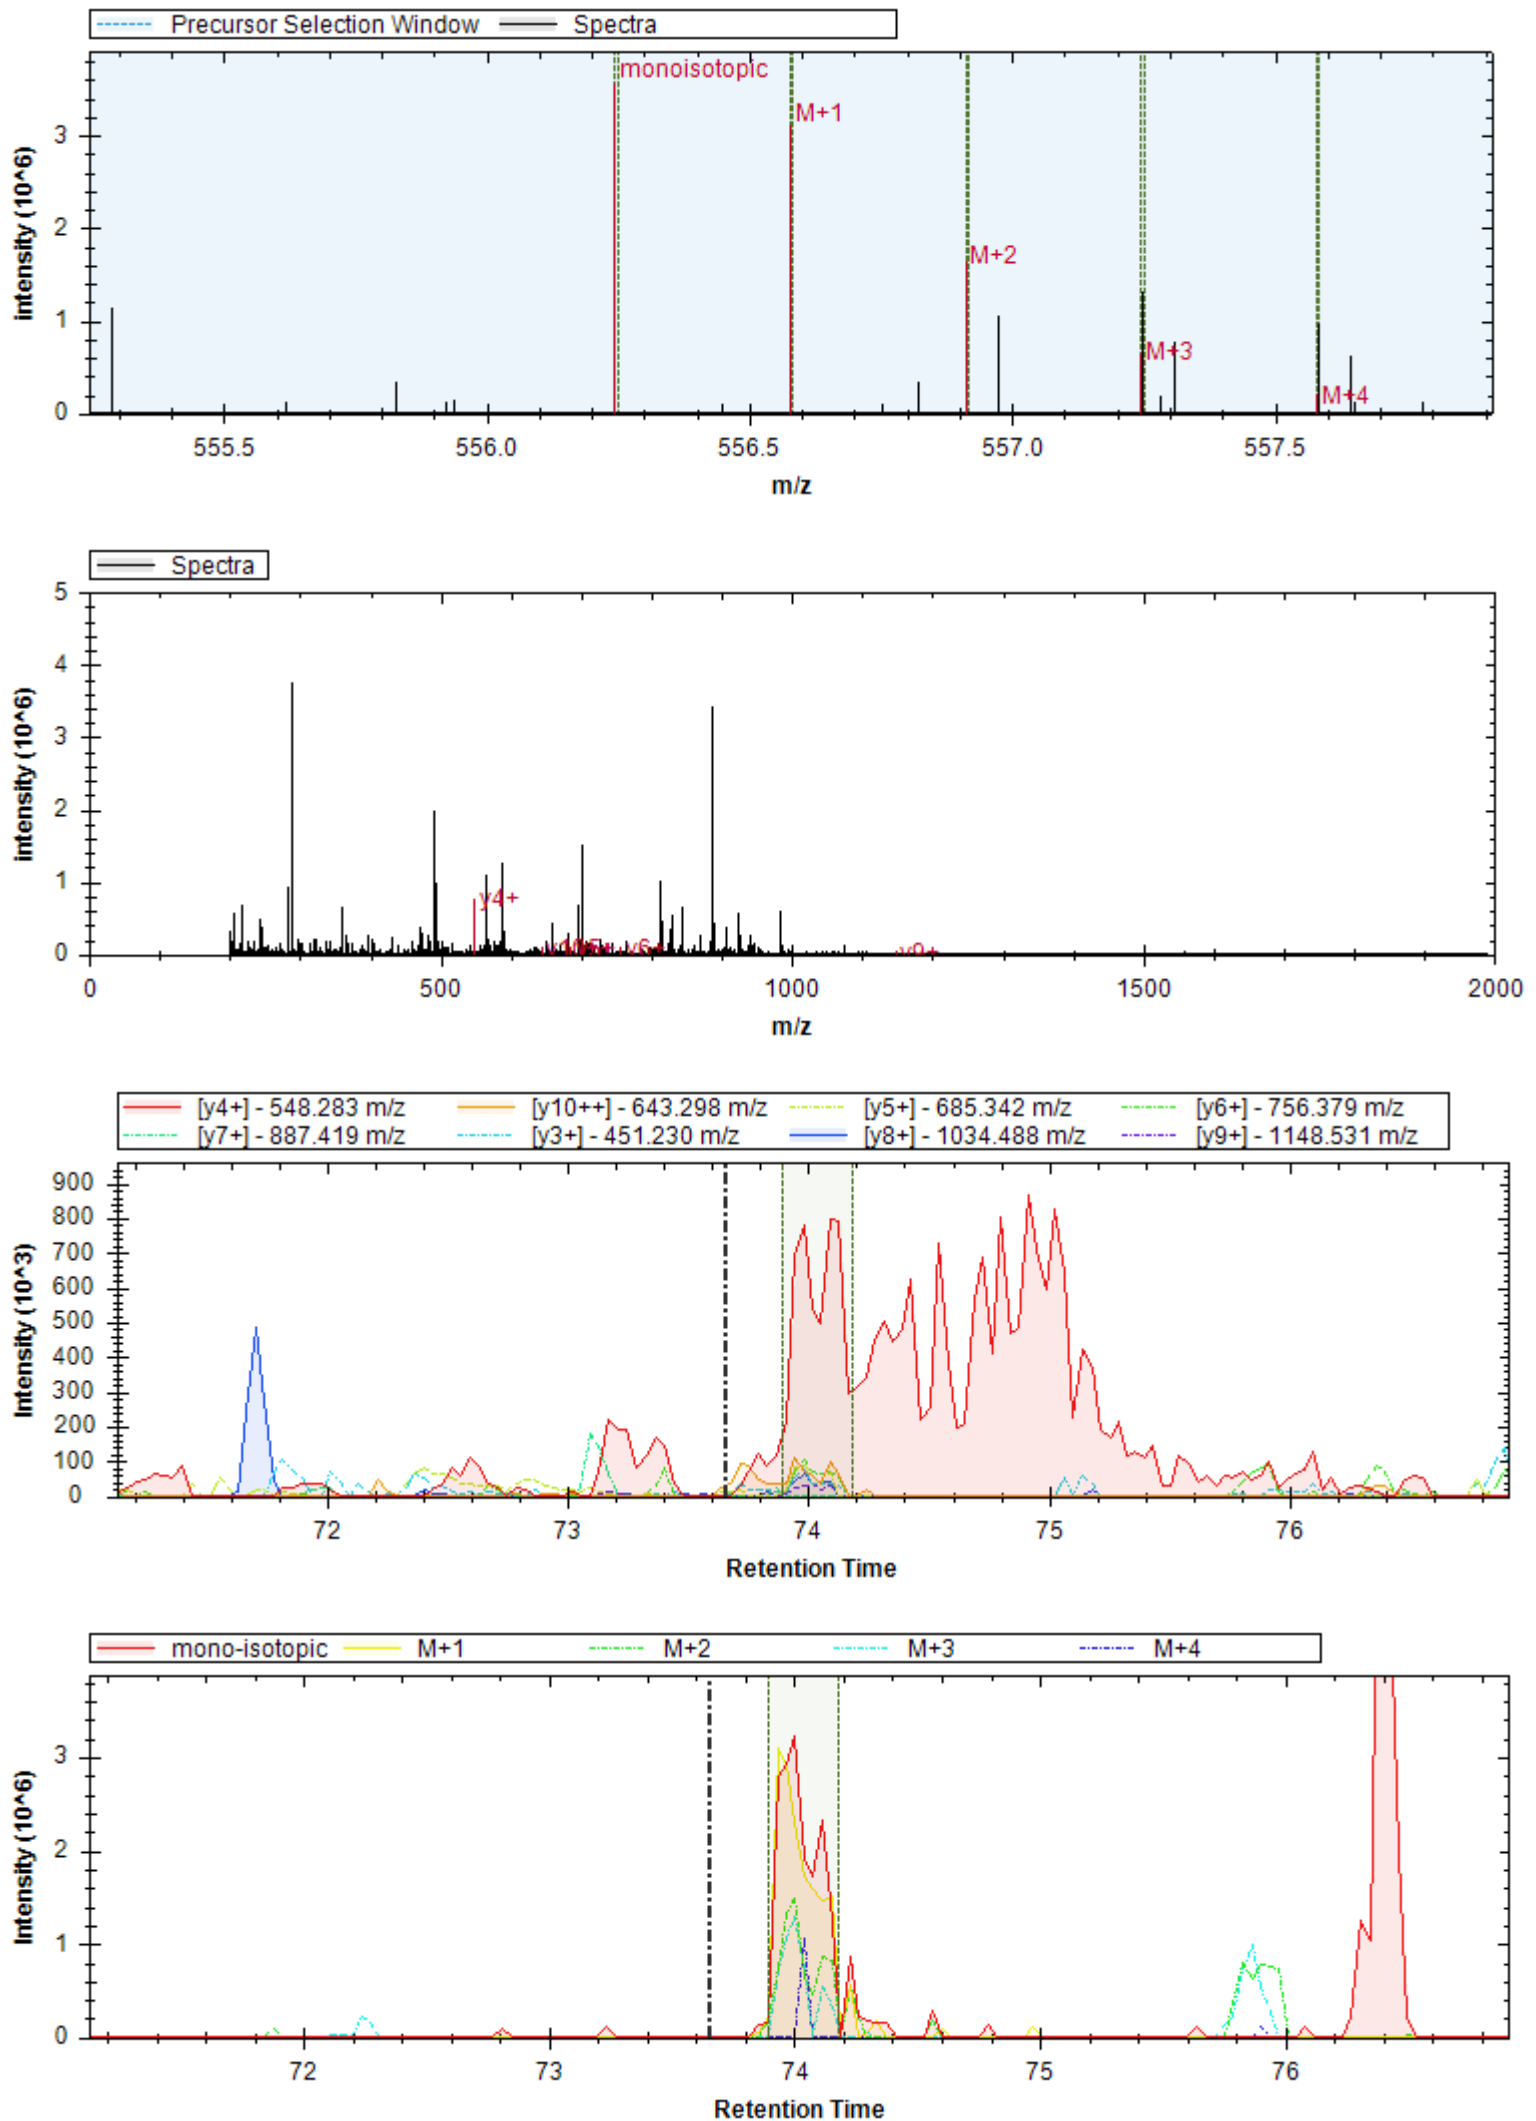 Precursor Selection Window Spectra
monoisotopic
M+1
M+2
M+3
M+4
intensity (10^6)
3
2
1
0
555.5 556.0 556.5 557.0 557.5
m/z
Spectra
intensity (10^6)
5
4
3
2
1
0
y4+
y6+
y9+
0 500 1000 1500 2000
m/z
[y4+] - 548.283 m/z [y10++] - 643.298 m/z [y5+] - 685.342 m/z [y6+] - 756.379 m/z
[y7+] - 887.419 m/z [y3+] - 451.230 m/z [y8+] - 1034.488 m/z [y9+] - 1148.531 m/z
Intensity (10^3)
900
800
700
600
500
400
300
200
100
0
72 73 74 75 76
Retention Time
mono-isotopic M+1 M+2 M+3 M+4
Intensity (10^6)
3
2
1
0
72 73 74 75 76
Retention Time